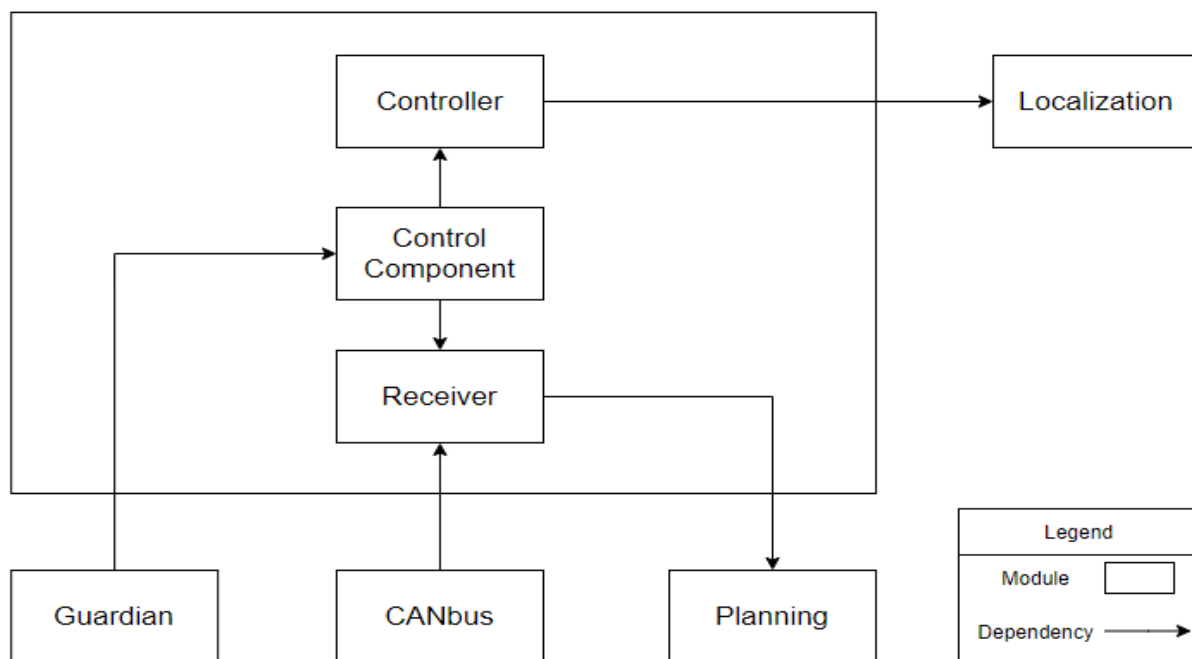 Controller
Localization
Control
Component
Receiver
Legend
Module
Dependency
Guardian
CANbus
Planning